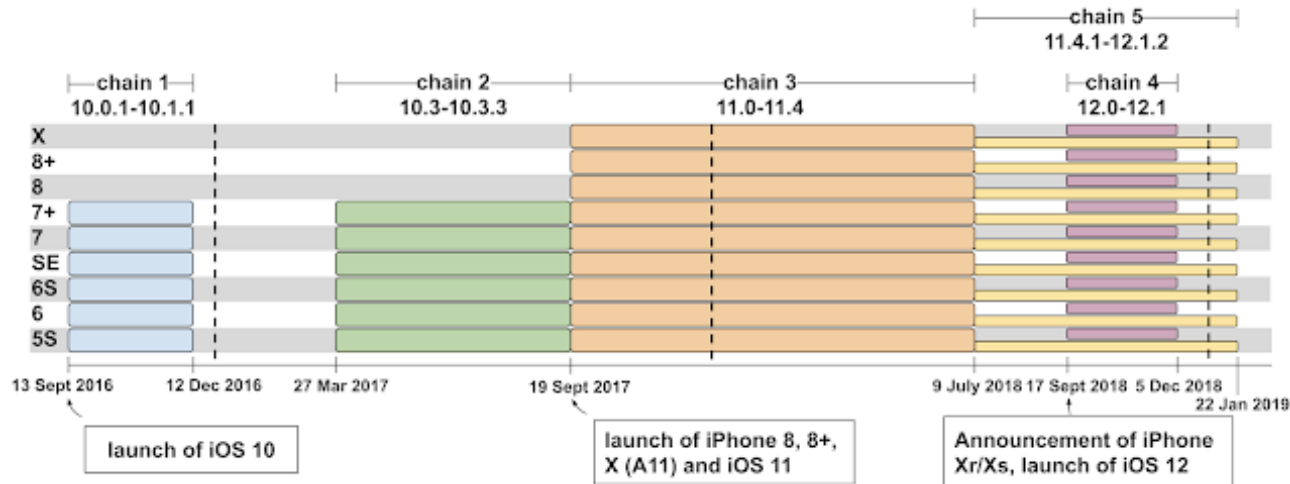 chain 5
11.4.1-12.1.2
chain 1
10.0.1-10.1.1
chain 2
10.3-10.3.3
chain 3
11.0-11.4
chain 4
12.0-12.1
X
8+
8
7+
7
SE
6S
6
5S
13 Sept 2016
12 Dec 2016
27 Mar 2017
19 Sept 2017
9 July 2018
17 Sept 2018
5 Dec 2018
22 Jan 2019
launch of iOS 10
launch of iPhone 8, 8+,
X (A11) and iOS 11
Announcement of iPhone
Xr/Xs, launch of iOS 12